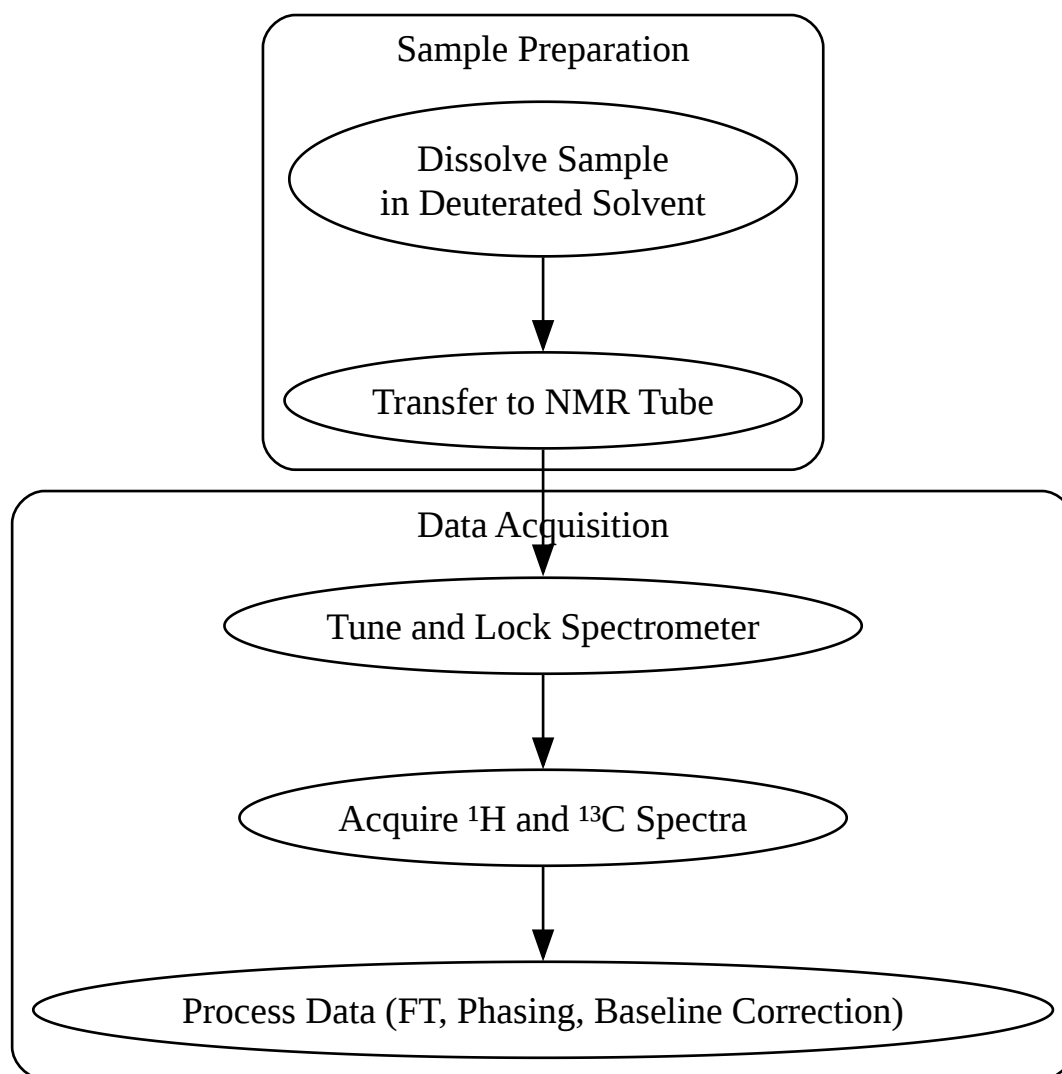 Sample Preparation
Dissolve Sample
in Deuterated Solvent
Transfer to NMR Tube
Data Acquisition
Tune and Lock Spectrometer
Acquire ¹H and ¹³C Spectra
Process Data (FT, Phasing, Baseline Correction)